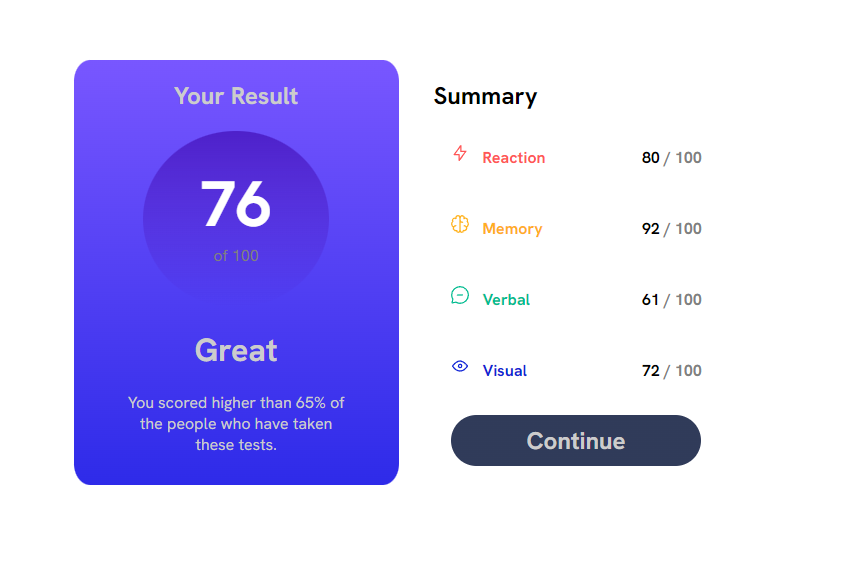 Your Result
76
of 100
Great
You scored higher than 65% of
the people who have taken
these tests.
Summary
Reaction 80 / 100
Memory 92 / 100
Verbal 61 / 100
Visual 72 / 100
Continue